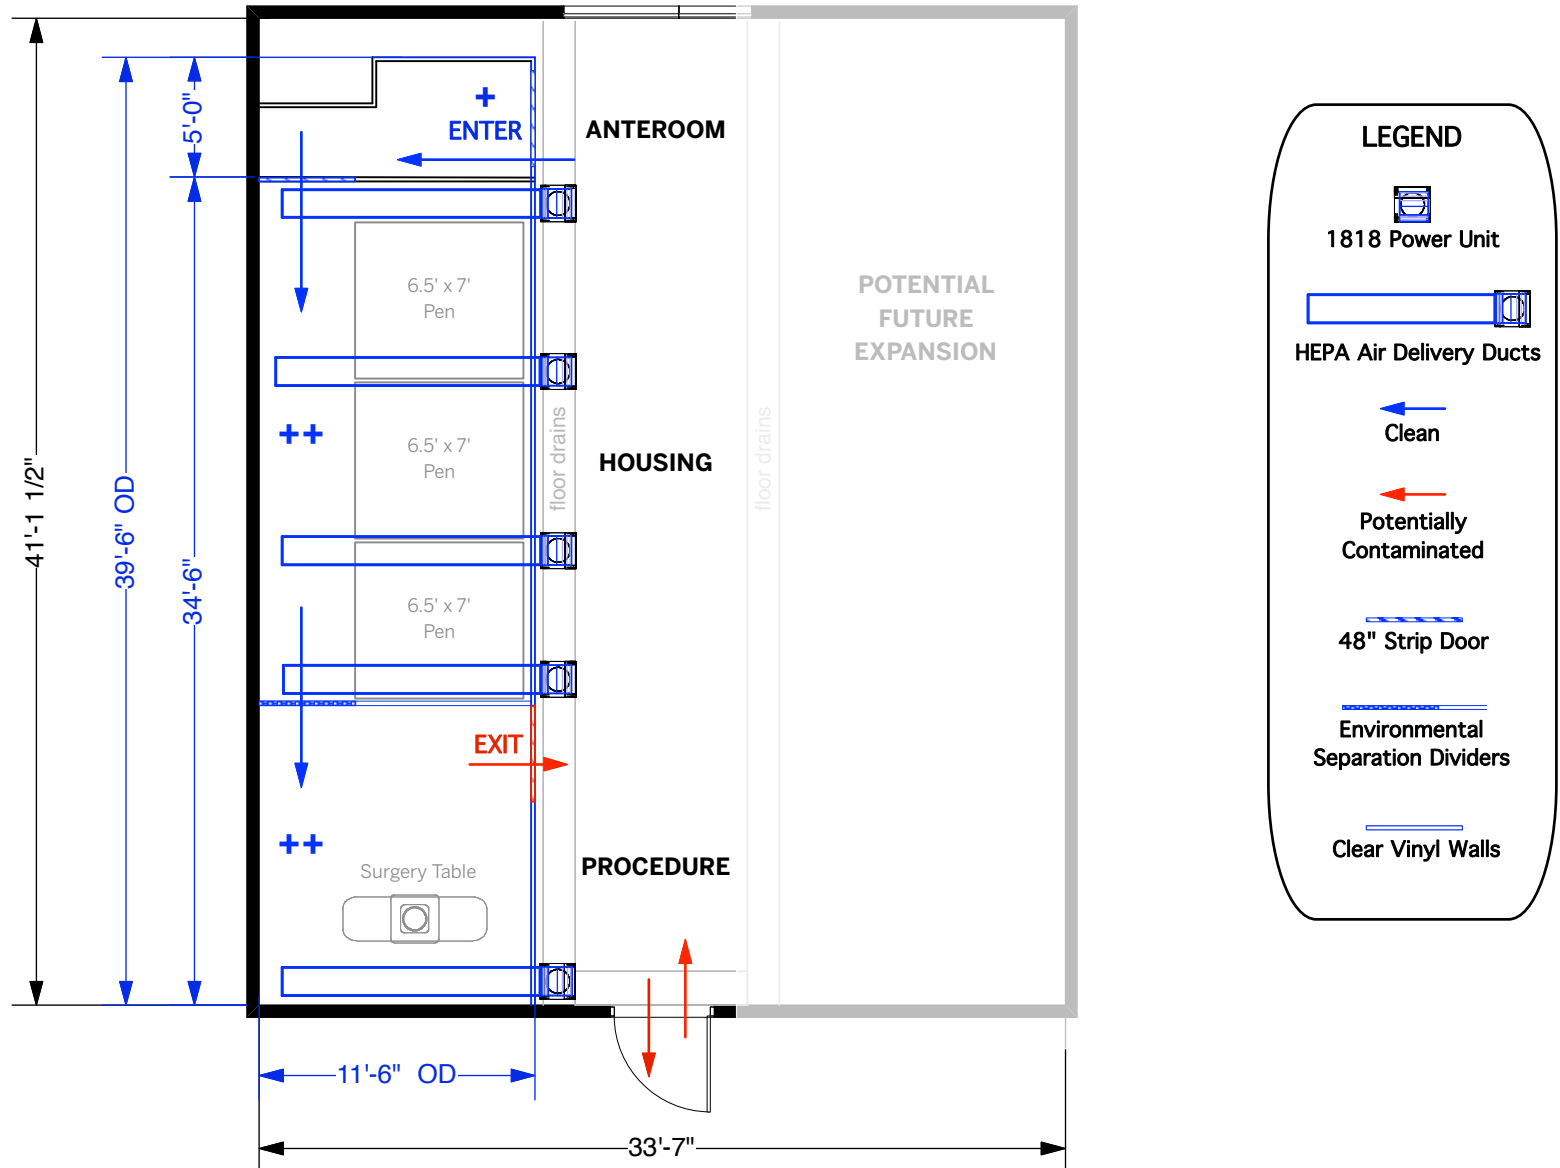 5'-0"
+
ENTER
ANTEROOM
6.5' x 7'
Pen
POTENTIAL
FUTURE
EXPANSION
++
6.5' x 7'
Pen
floor drains
HOUSING
floor drains
41'-1 1/2"
39'-6" OD
34'-6"
6.5' x 7'
Pen
EXIT
++
Surgery Table
PROCEDURE
11'-6" OD
33'-7"
LEGEND
1818 Power Unit
HEPA Air Delivery Ducts
Clean
Potentially
Contaminated
48" Strip Door
Environmental
Separation Dividers
Clear Vinyl Walls